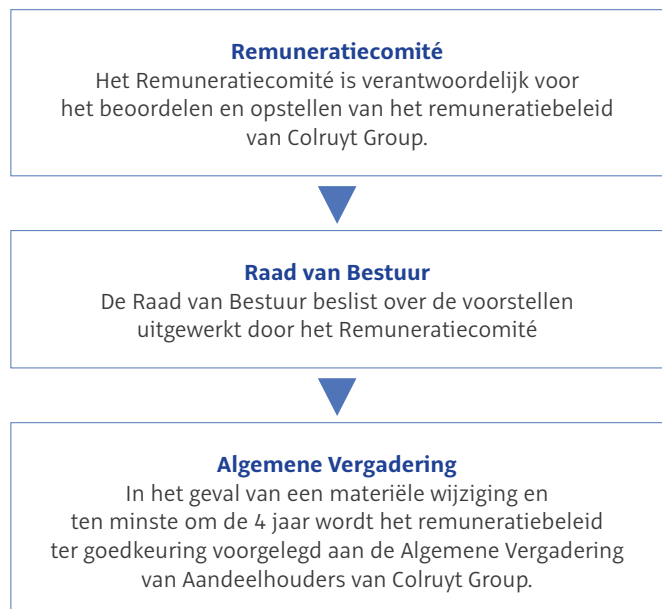 Remuneratiecomité
Het Remuneratiecomité is verantwoordelijk voor
het beoordelen en opstellen van het remuneratiebeleid
van Colruyt Group.
Raad van Bestuur
De Raad van Bestuur beslist over de voorstellen
uitgewerkt door het Remuneratiecomité
Algemene Vergadering
In het geval van een materiële wijziging en
ten minste om de 4 jaar wordt het remuneratiebeleid
ter goedkeuring voorgelegd aan de Algemene Vergadering
van Aandeelhouders van Colruyt Group.